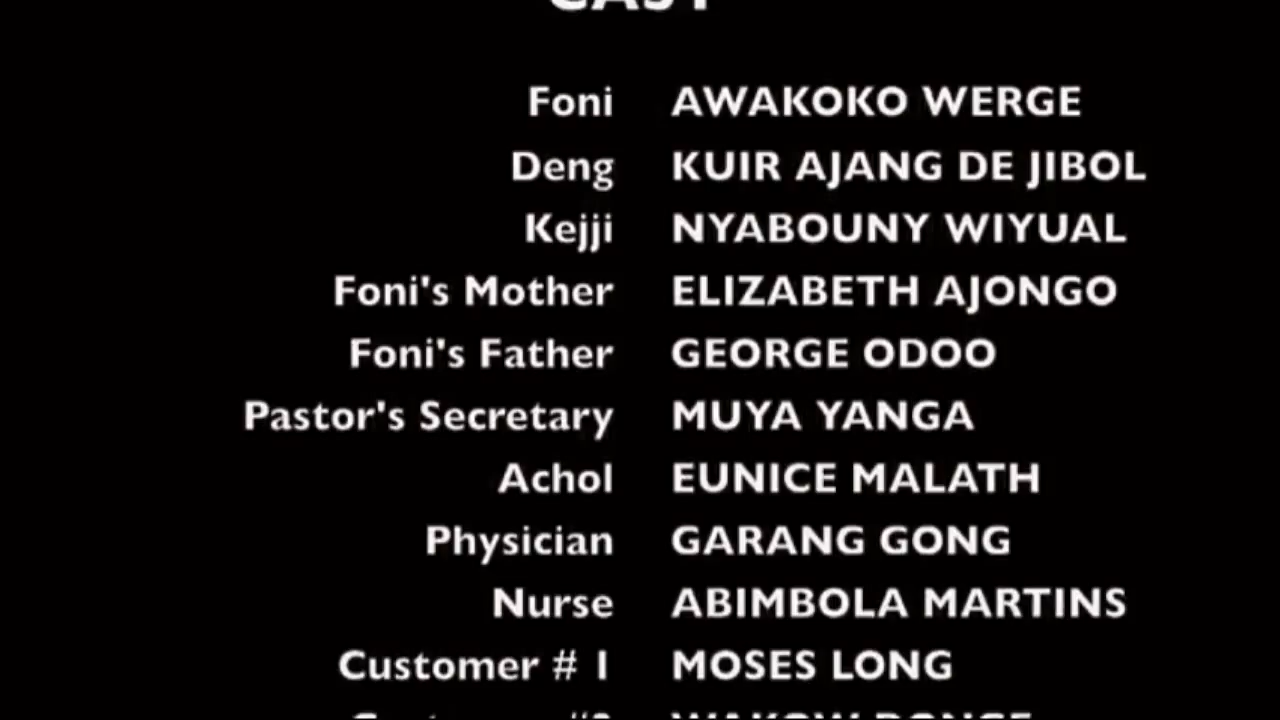 CAST
Foni AWAKOKO WERGE
Deng KUIR AJANG DE JIBOL
Kejji NYABOUNY WIYUAL
Foni's Mother ELIZABETH AJONGO
Foni's Father GEORGE ODOO
Pastor's Secretary MUYA YANGA
Achol EUNICE MALATH
Physician GARANG GONG
Nurse ABIMBOLA MARTINS
Customer # 1 MOSES LONG